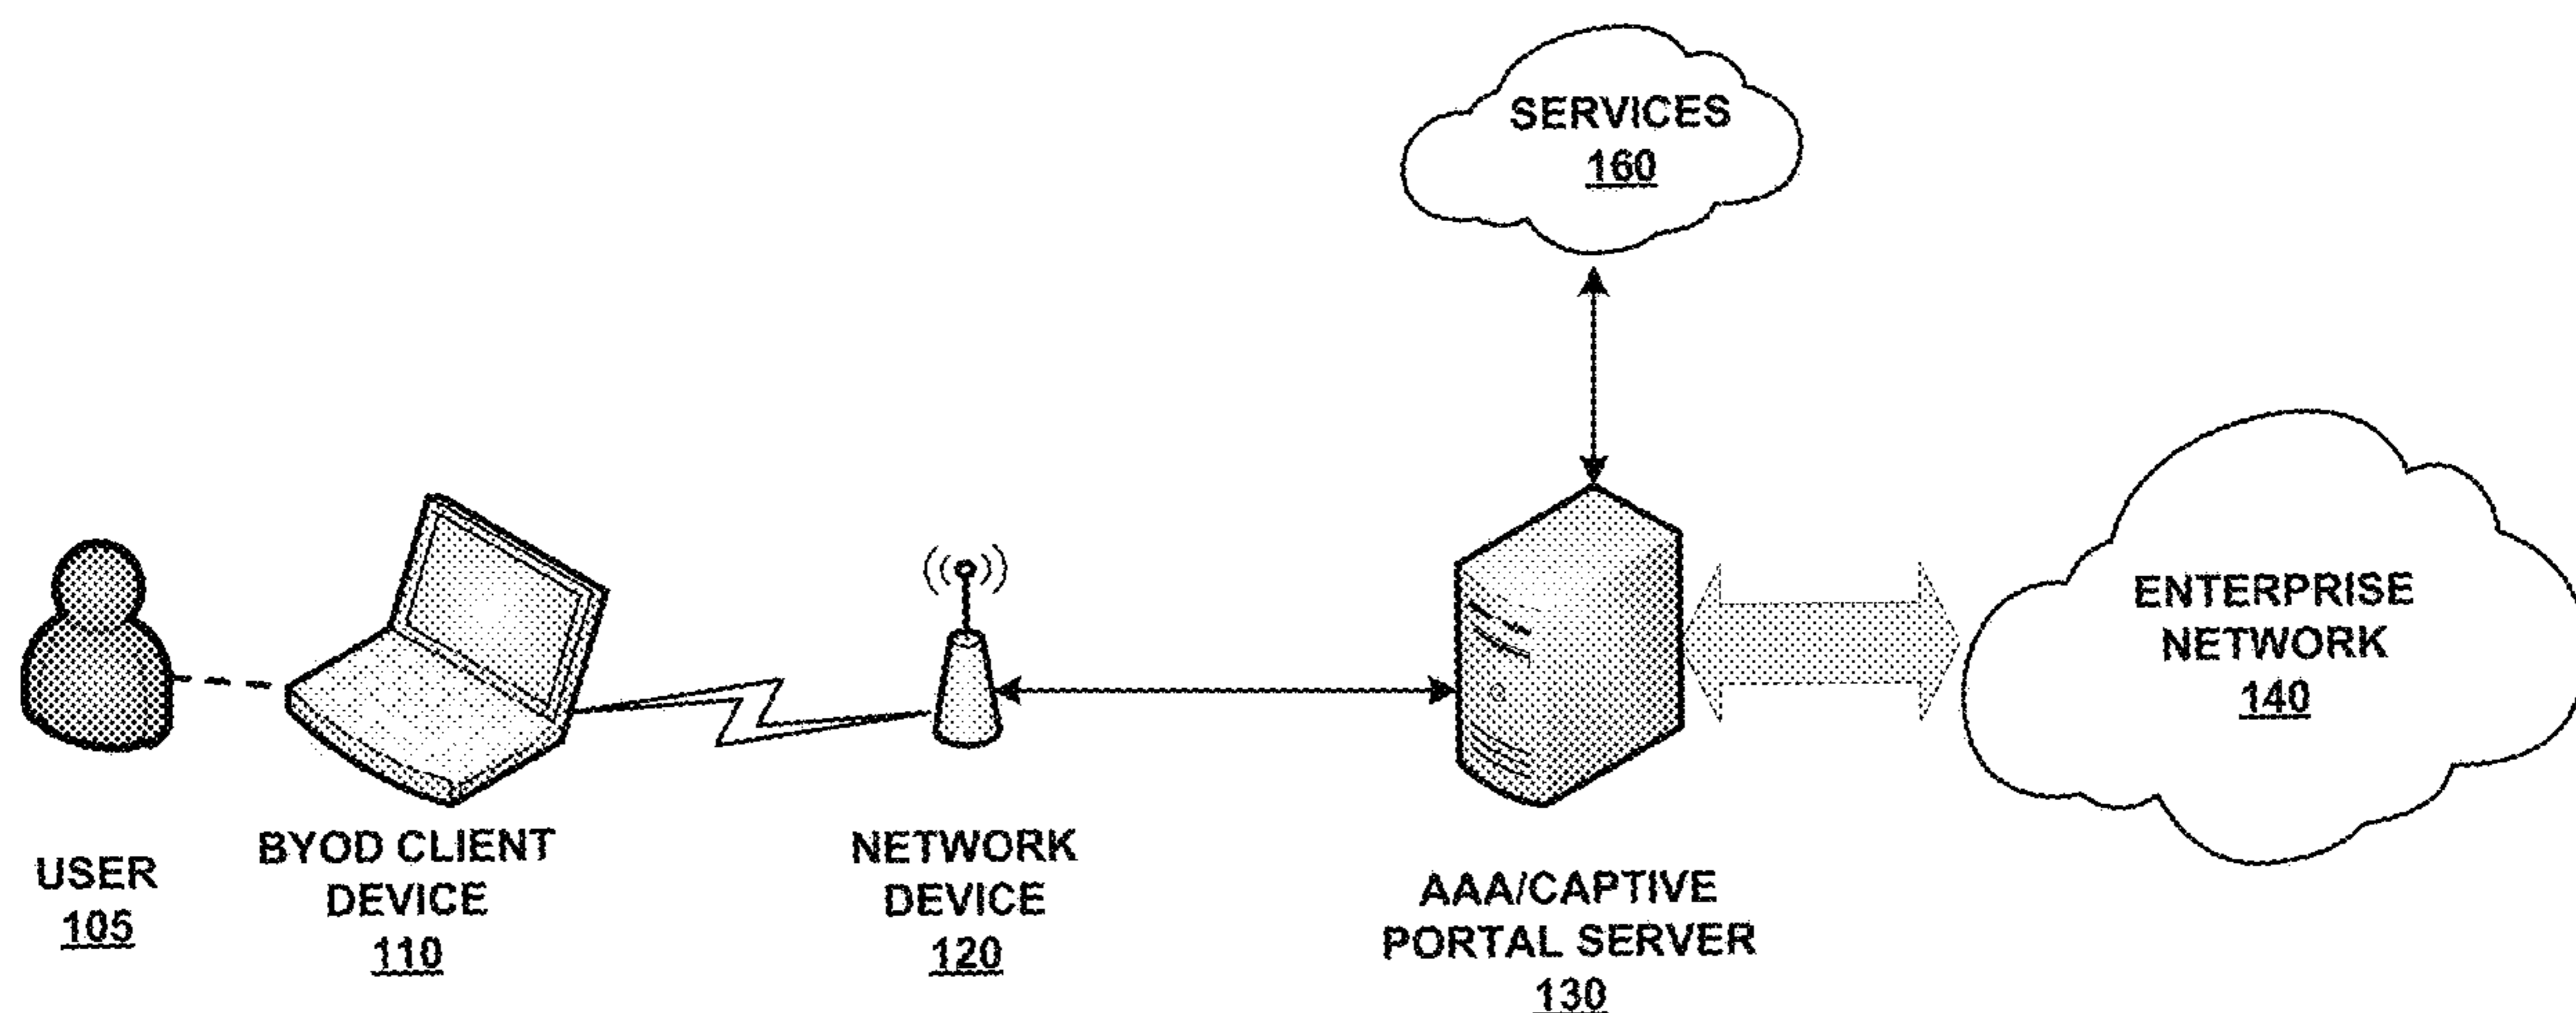 SERVICES
160
ENTERPRISE
NETWORK
140
USER
105
BYOD CLIENT
DEVICE
110
NETWORK
DEVICE
120
AAA/CAPTIVE
PORTAL SERVER
130